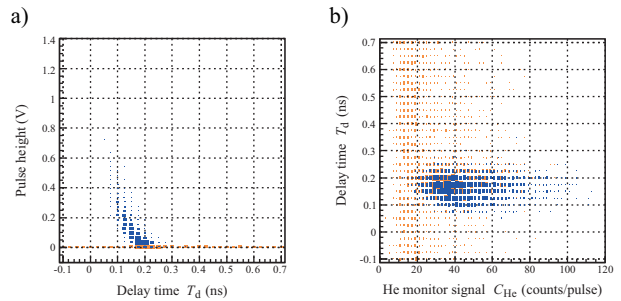 a)
1.4
1.2
1
0.8
0.6
0.4
0.2
0
Pulse height (V)
-0.1 0 0.1 0.2 0.3 0.4 0.5 0.6 0.7
Delay time Td (ns)
b)
0.7
0.6
0.5
0.4
0.3
0.2
0.1
0
-0.1
Delay time Td (ns)
0 20 40 60 80 100 120
He monitor signal CHe (counts/pulse)